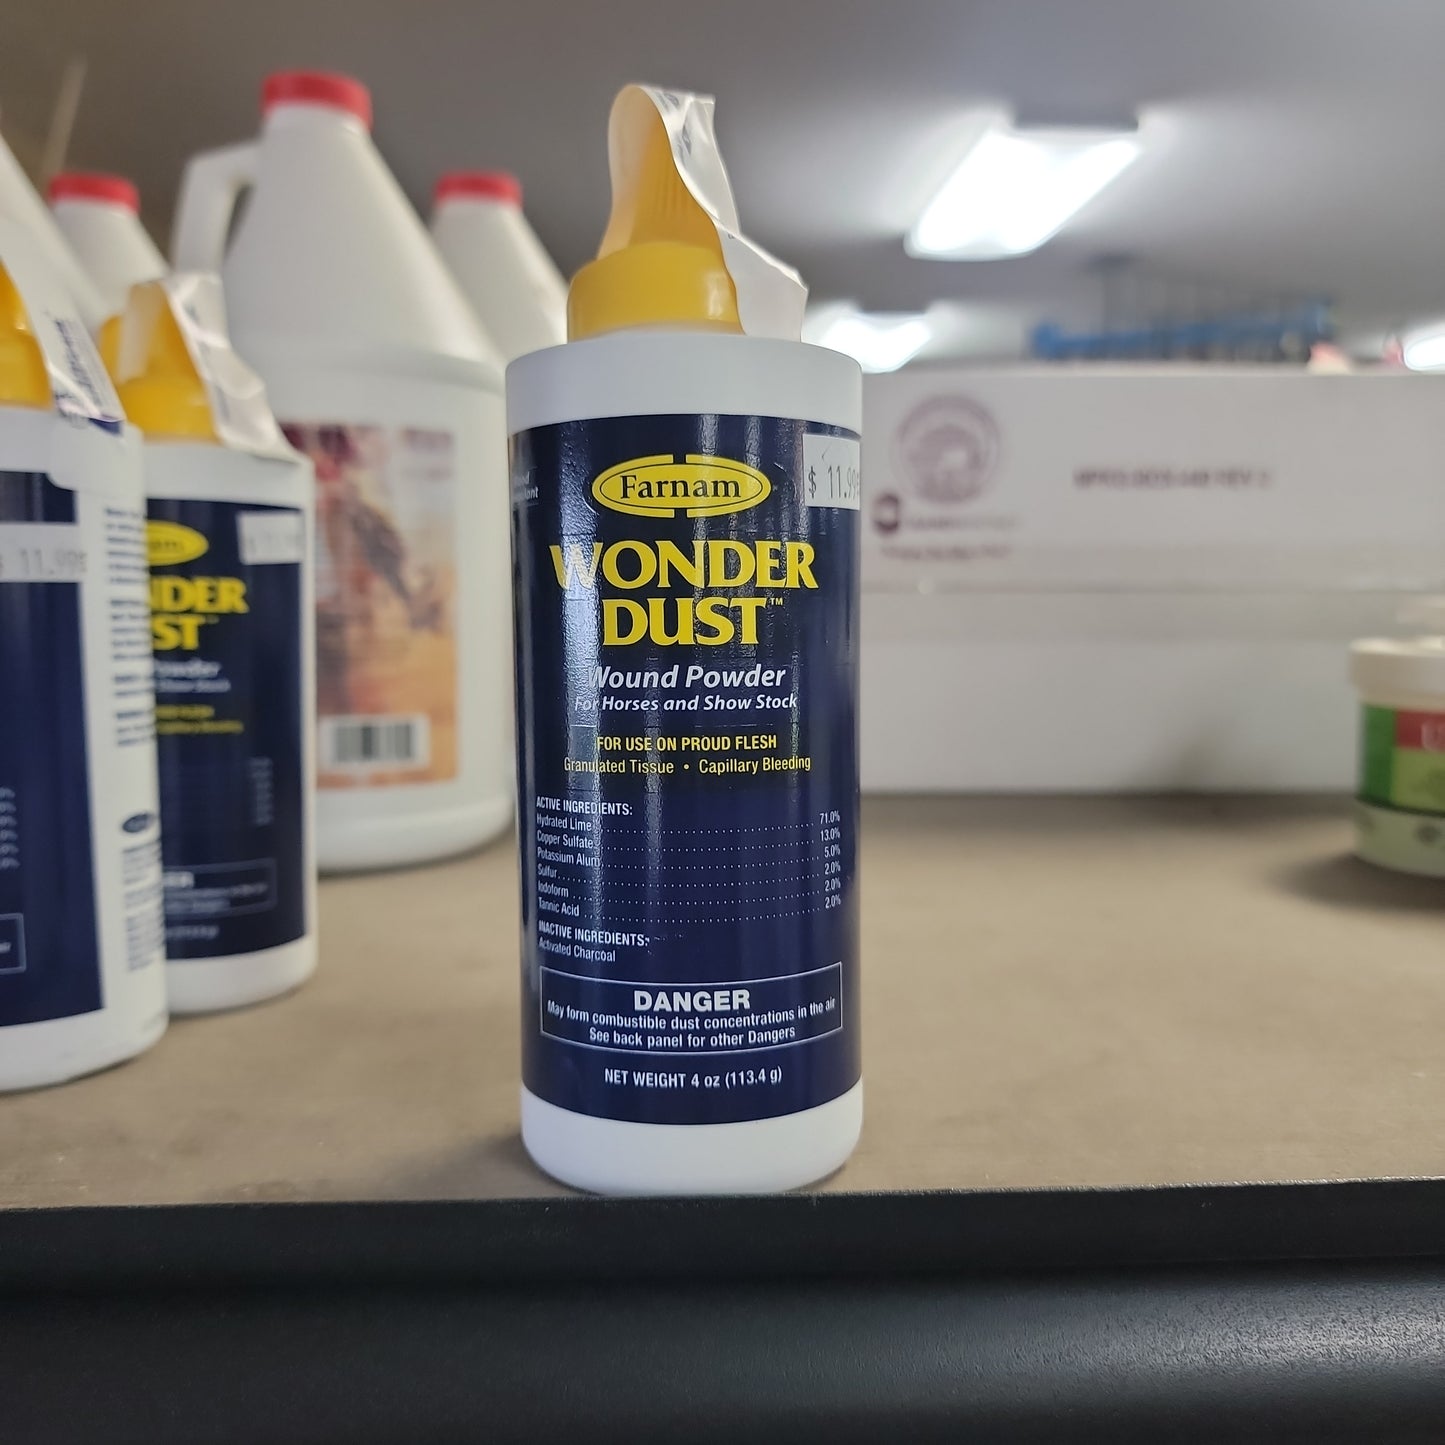 Farnam
$ 11.99
WONDER
DUST™
Wound Powder
For Horses and Show Stock
FOR USE ON PROUD FLESH
Granulated Tissue • Capillary Bleeding
ACTIVE INGREDIENTS:
Hydrated Lime 71.0%
Copper Sulfate 13.0%
Potassium Alum 5.0%
Sulfur 2.0%
Iodoform 2.0%
Tannic Acid 2.0%
INACTIVE INGREDIENTS:
Activated Charcoal
DANGER
May form combustible dust concentrations in the air
See back panel for other Dangers
NET WEIGHT 4 oz (113.4 g)
11.99
NDER
ST
Powder